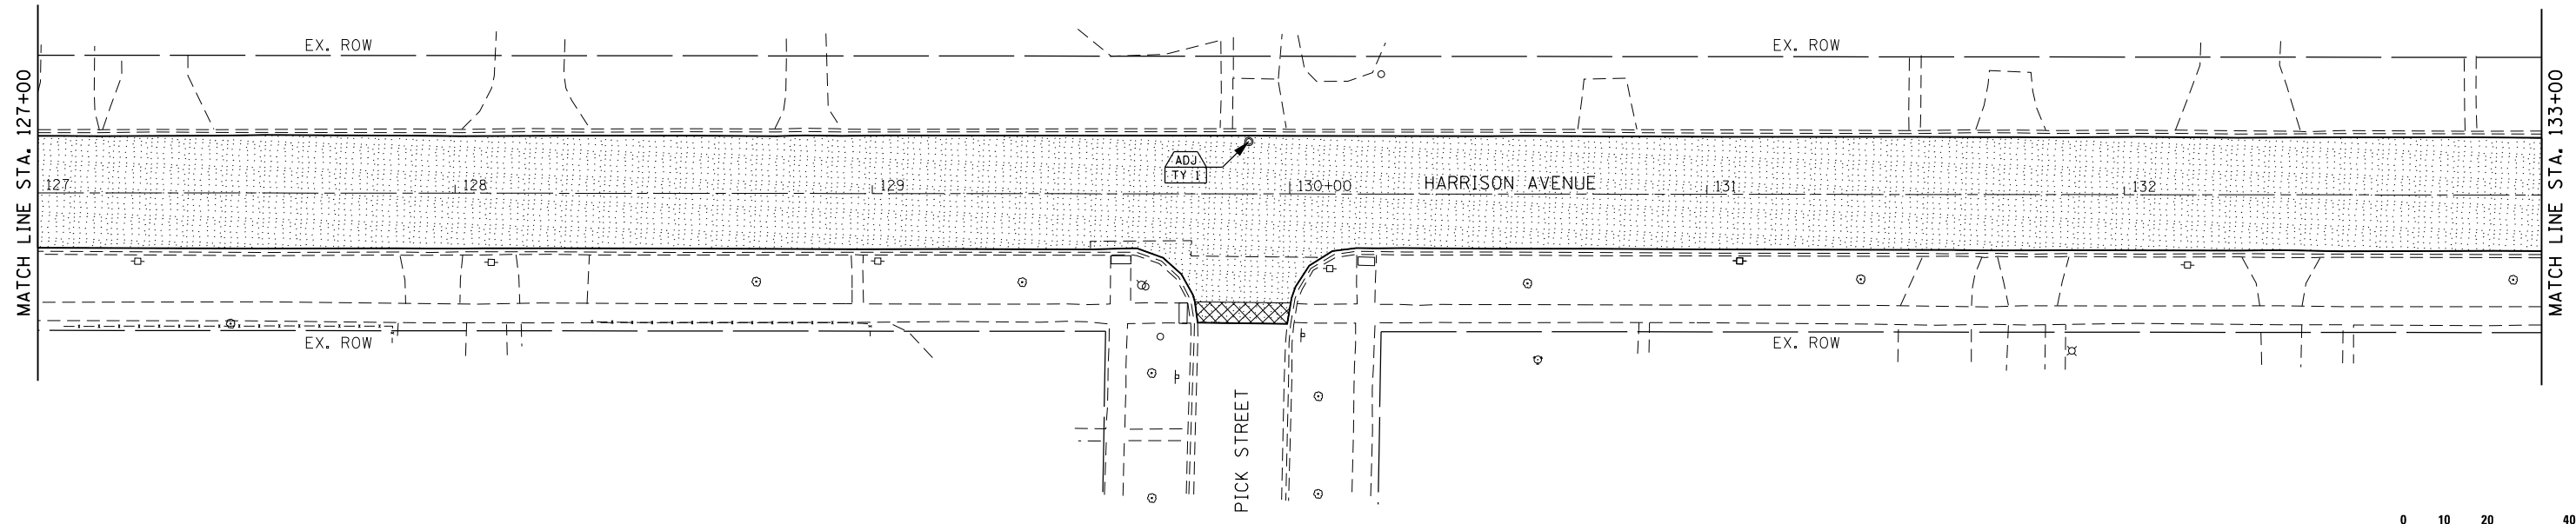 EX. ROW
EX. ROW
MATCH LINE STA. 127+00
MATCH LINE STA. 133+00
ADJ
TY 1
127
128
129
130+00
HARRISON AVENUE
131
132
EX. ROW
EX. ROW
PICK STREET
0 10 20 40